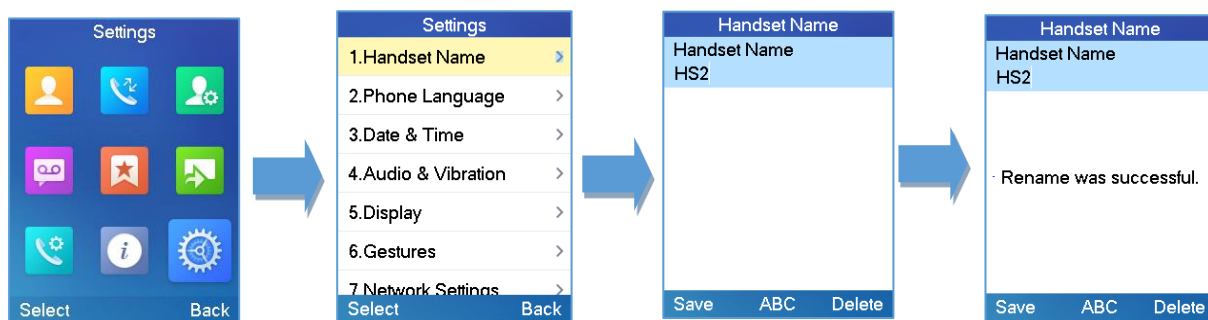 Settings
Select Back
Settings
1.Handset Name
2.Phone Language
3.Date & Time
4.Audio & Vibration
5.Display
6.Gestures
7.Network Settings
Select Back
Handset Name
Handset Name
HS2
Save ABC Delete
Handset Name
Handset Name
HS2
Rename was successful.
Save ABC Delete